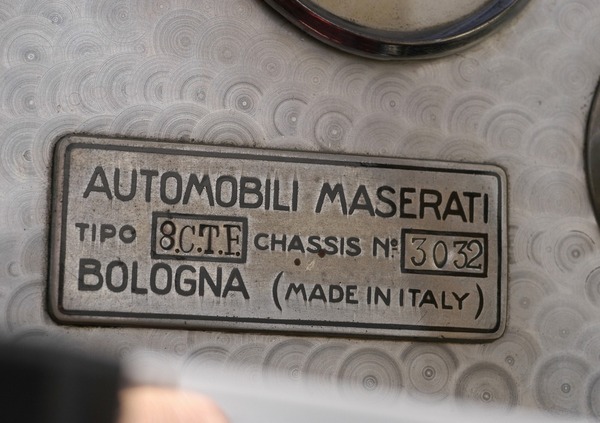 AUTOMOBILI MASERATI
TIPO 8.C.T.F. CHASSIS Nº 3032
BOLOGNA (MADE IN ITALY)